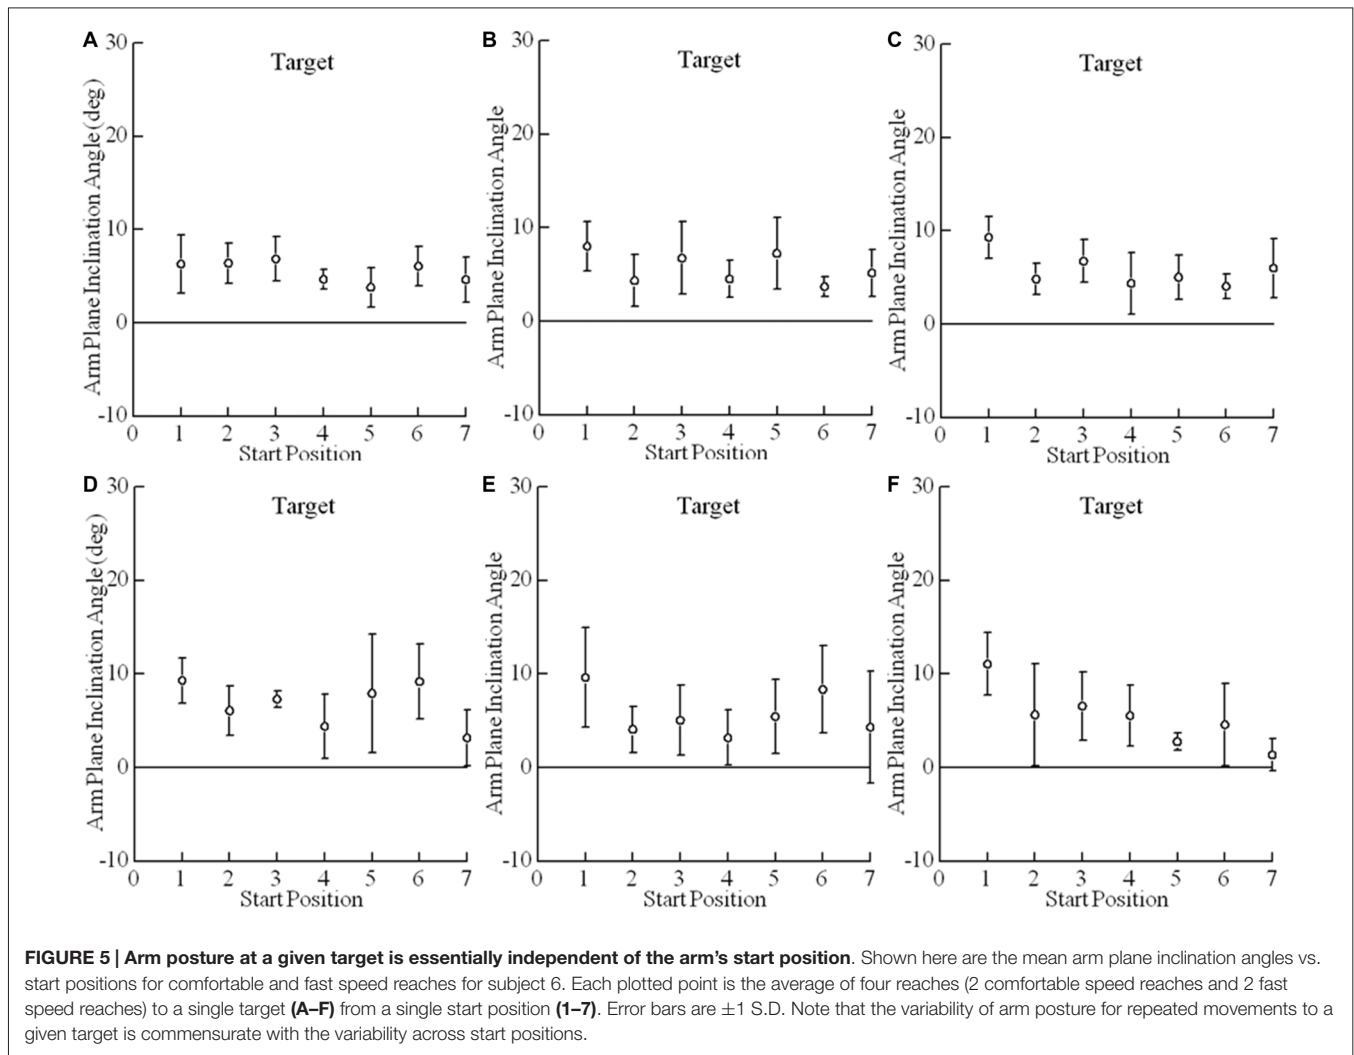 A
30
20
10
0
-10
Arm Plane Inclination Angle (deg)
Target
0 1 2 3 4 5 6 7
Start Position
B
30
20
10
0
-10
Arm Plane Inclination Angle
Target
0 1 2 3 4 5 6 7
Start Position
C
30
20
10
0
-10
Arm Plane Inclination Angle
Target
0 1 2 3 4 5 6 7
Start Position
D
30
20
10
0
-10
Arm Plane Inclination Angle (deg)
Target
0 1 2 3 4 5 6 7
Start Position
E
30
20
10
0
-10
Arm Plane Inclination Angle
Target
0 1 2 3 4 5 6 7
Start Position
F
30
20
10
0
-10
Arm Plane Inclination Angle
Target
0 1 2 3 4 5 6 7
Start Position
FIGURE 5 | Arm posture at a given target is essentially independent of the arm's start position. Shown here are the mean arm plane inclination angles vs.
start positions for comfortable and fast speed reaches for subject 6. Each plotted point is the average of four reaches (2 comfortable speed reaches and 2 fast
speed reaches) to a single target (A–F) from a single start position (1–7). Error bars are ±1 S.D. Note that the variability of arm posture for repeated movements to a
given target is commensurate with the variability across start positions.